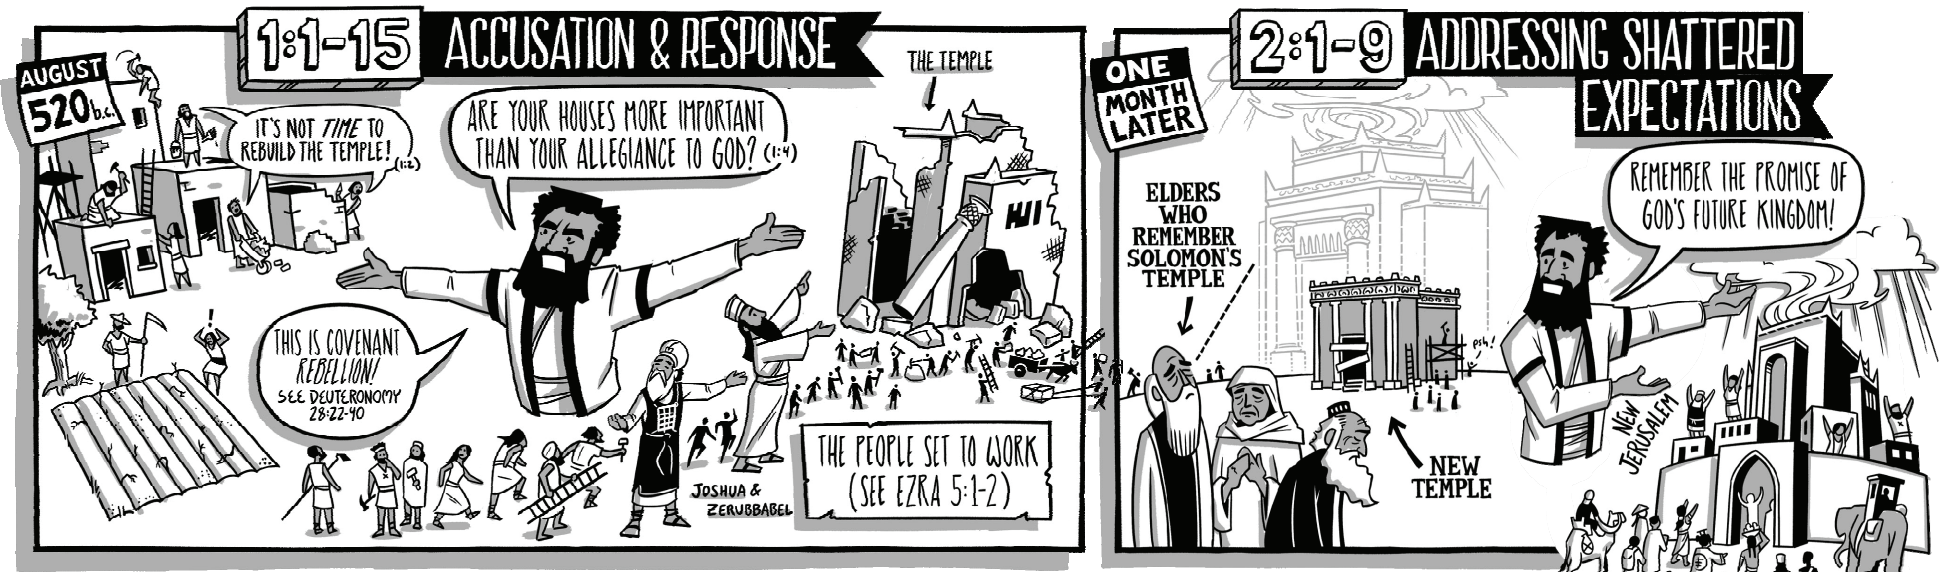 1:1-15
ACCUSATION & RESPONSE
AUGUST
520 b.c.
IT'S NOT TIME TO
REBUILD THE TEMPLE!
(1:2)
ARE YOUR HOUSES MORE IMPORTANT
THAN YOUR ALLEGIANCE TO GOD? (1:4)
THE TEMPLE
!
THIS IS COVENANT
REBELLION!
SEE DEUTERONOMY
28:22-40
JOSHUA &
ZERUBBABEL
THE PEOPLE SET TO WORK
(SEE EZRA 5:1-2)
2:1-9
ADDRESSING SHATTERED
EXPECTATIONS
ONE
MONTH
LATER
ELDERS
WHO
REMEMBER
SOLOMON'S
TEMPLE
psh!
NEW
TEMPLE
REMEMBER THE PROMISE OF
GOD'S FUTURE KINGDOM!
NEW
JERUSALEM